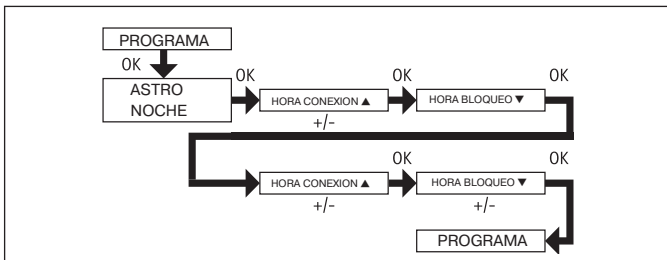 PROGRAMA
OK
ASTRO
NOCHE
OK
HORA CONEXION ▲
+/-
OK
HORA BLOQUEO ▼
OK
HORA CONEXION ▲
+/-
OK
HORA BLOQUEO ▼
+/-
OK
PROGRAMA